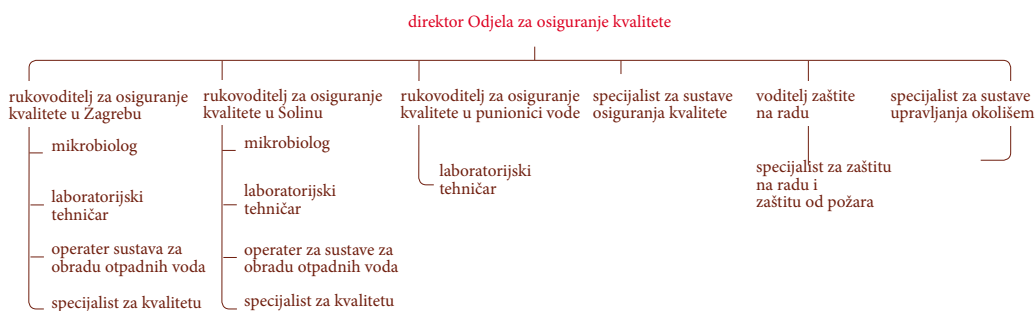 direktor Odjela za osiguranje kvalitete
rukovoditelj za osiguranje
kvalitete u Zagrebu
mikrobiolog
laboratorijski
tehničar
operater sustava za
obradu otpadnih voda
specijalist za kvalitetu
rukovoditelj za osiguranje
kvalitete u Solinu
mikrobiolog
laboratorijski
tehničar
operater za sustave za
obradu otpadnih voda
specijalist za kvalitetu
rukovoditelj za osiguranje
kvalitete u punionici vode
laboratorijski
tehničar
specijalist za sustave
osiguranja kvalitete
voditelj zaštite
na radu
specijalist za zaštitu
na radu i
zaštitu od požara
specijalist za sustave
upravljanja okolišem